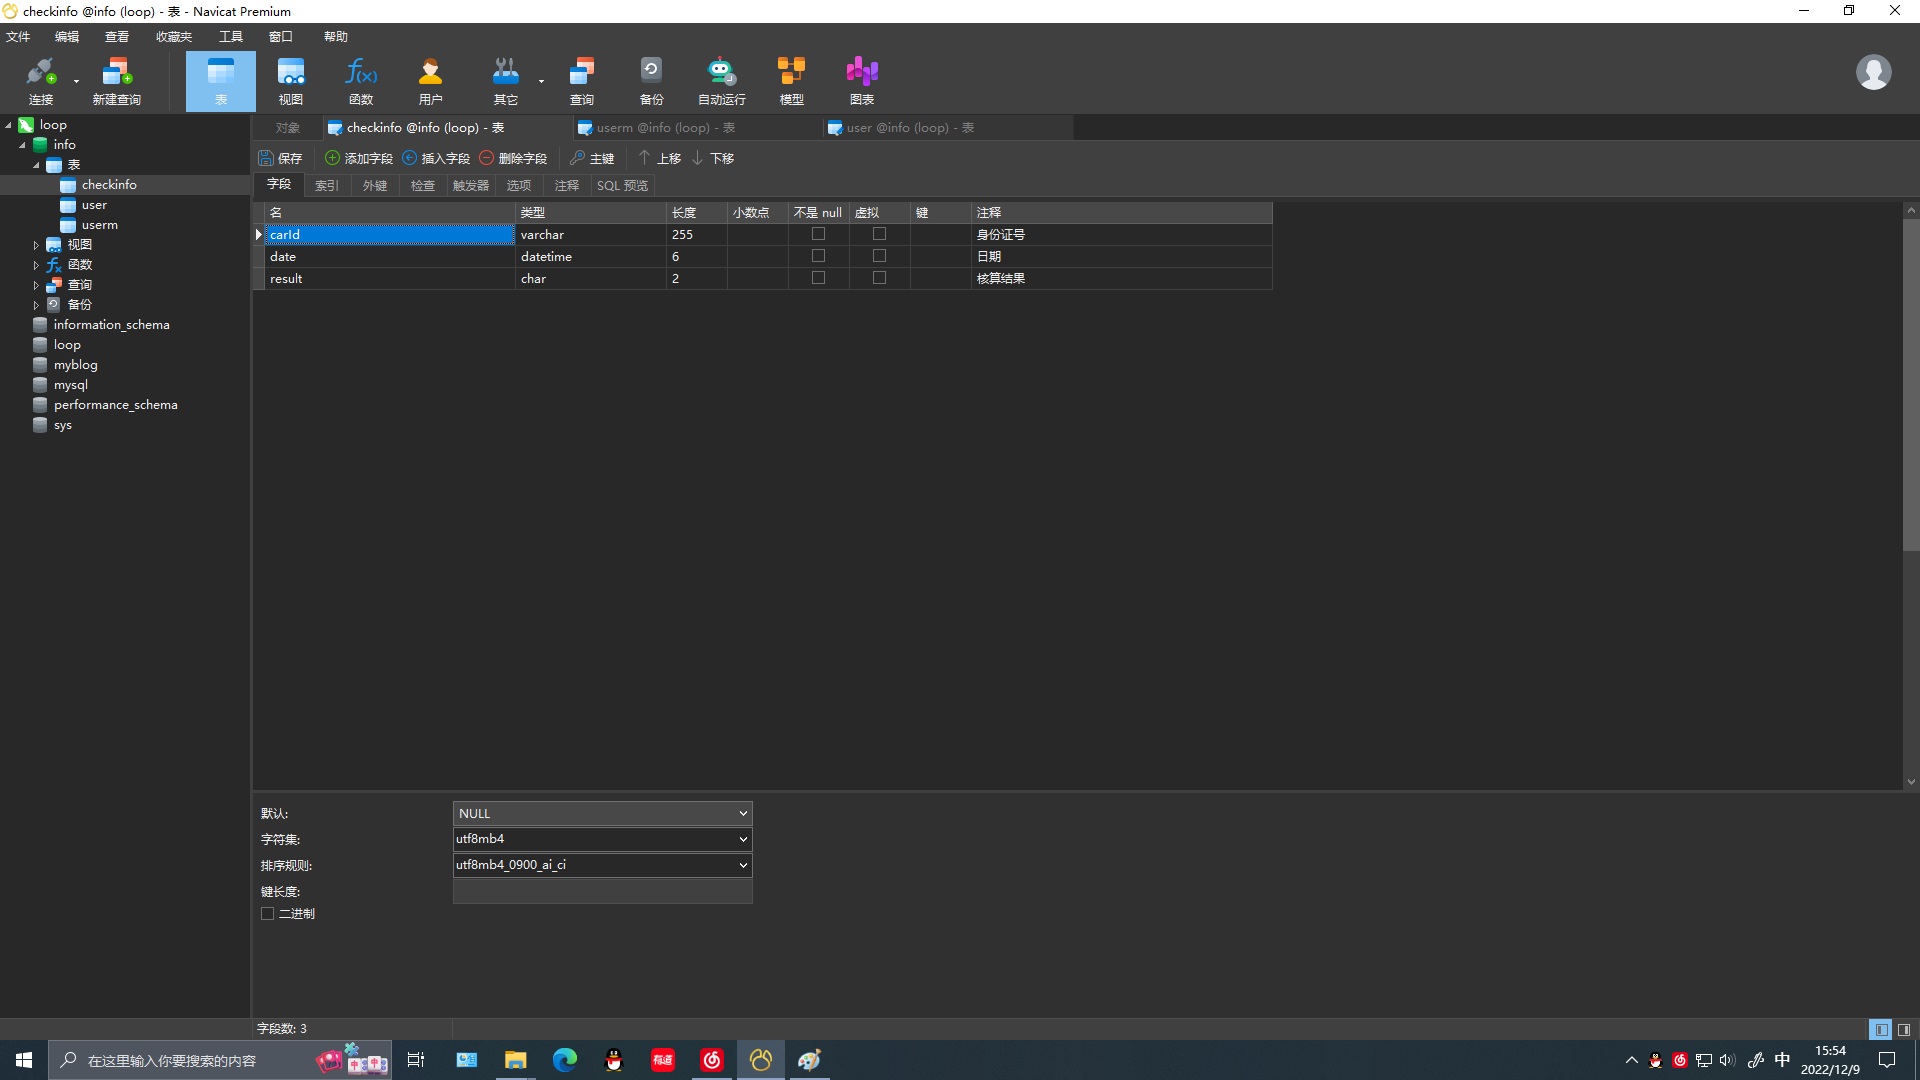 checkinfo @info (loop) - 表 - Navicat Premium
文件 编辑 查看 收藏夹 工具 窗口 帮助
连接 新建查询 表 视图 函数 用户 其它 查询 备份 自动运行 模型 图表
loop
info
表
checkinfo
user
userm
视图
函数
查询
备份
information_schema
loop
myblog
mysql
performance_schema
sys
对象 checkinfo @info (loop) - 表 userm @info (loop) - 表 user @info (loop) - 表
保存 添加字段 插入字段 删除字段 主键 上移 下移
字段 索引 外键 检查 触发器 选项 注释 SQL 预览
名 类型 长度 小数点 不是 null 虚拟 键 注释
carId varchar 255 身份证号
date datetime 6 日期
result char 2 核算结果
默认: NULL
字符集: utf8mb4
排序规则: utf8mb4_0900_ai_ci
键长度:
二进制
字段数: 3
在这里输入你要搜索的内容
有道
中
15:54
2022/12/9